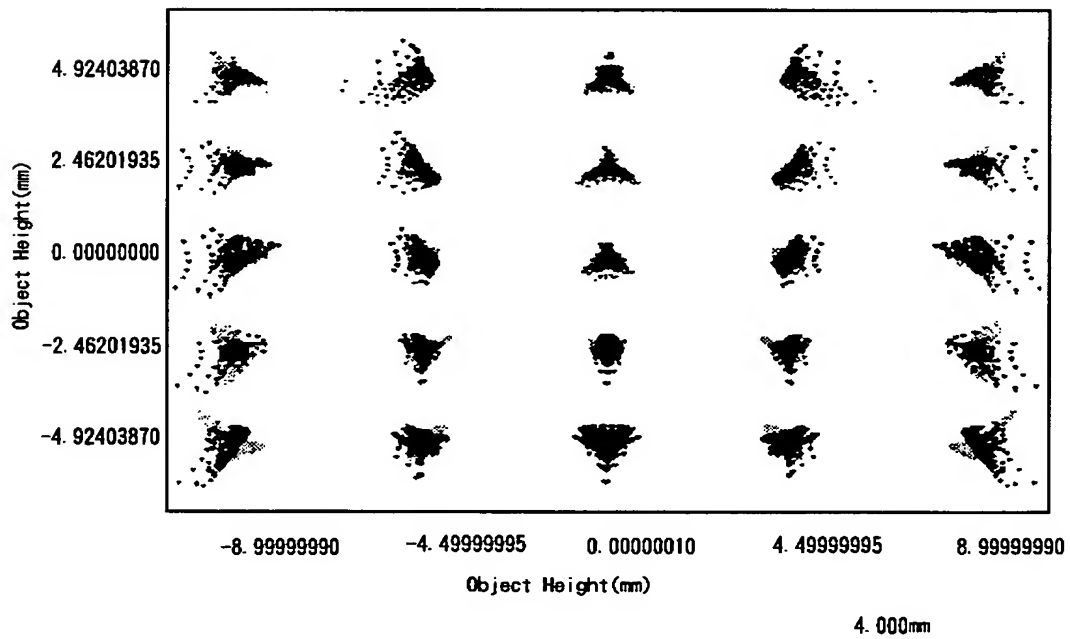 4. 92403870
2. 46201935
0. 00000000
-2. 46201935
-4. 92403870
Object Height(mm)
-8. 99999990 -4. 49999995 0. 00000010 4. 49999995 8. 99999990
Object Height(mm)
4. 000mm